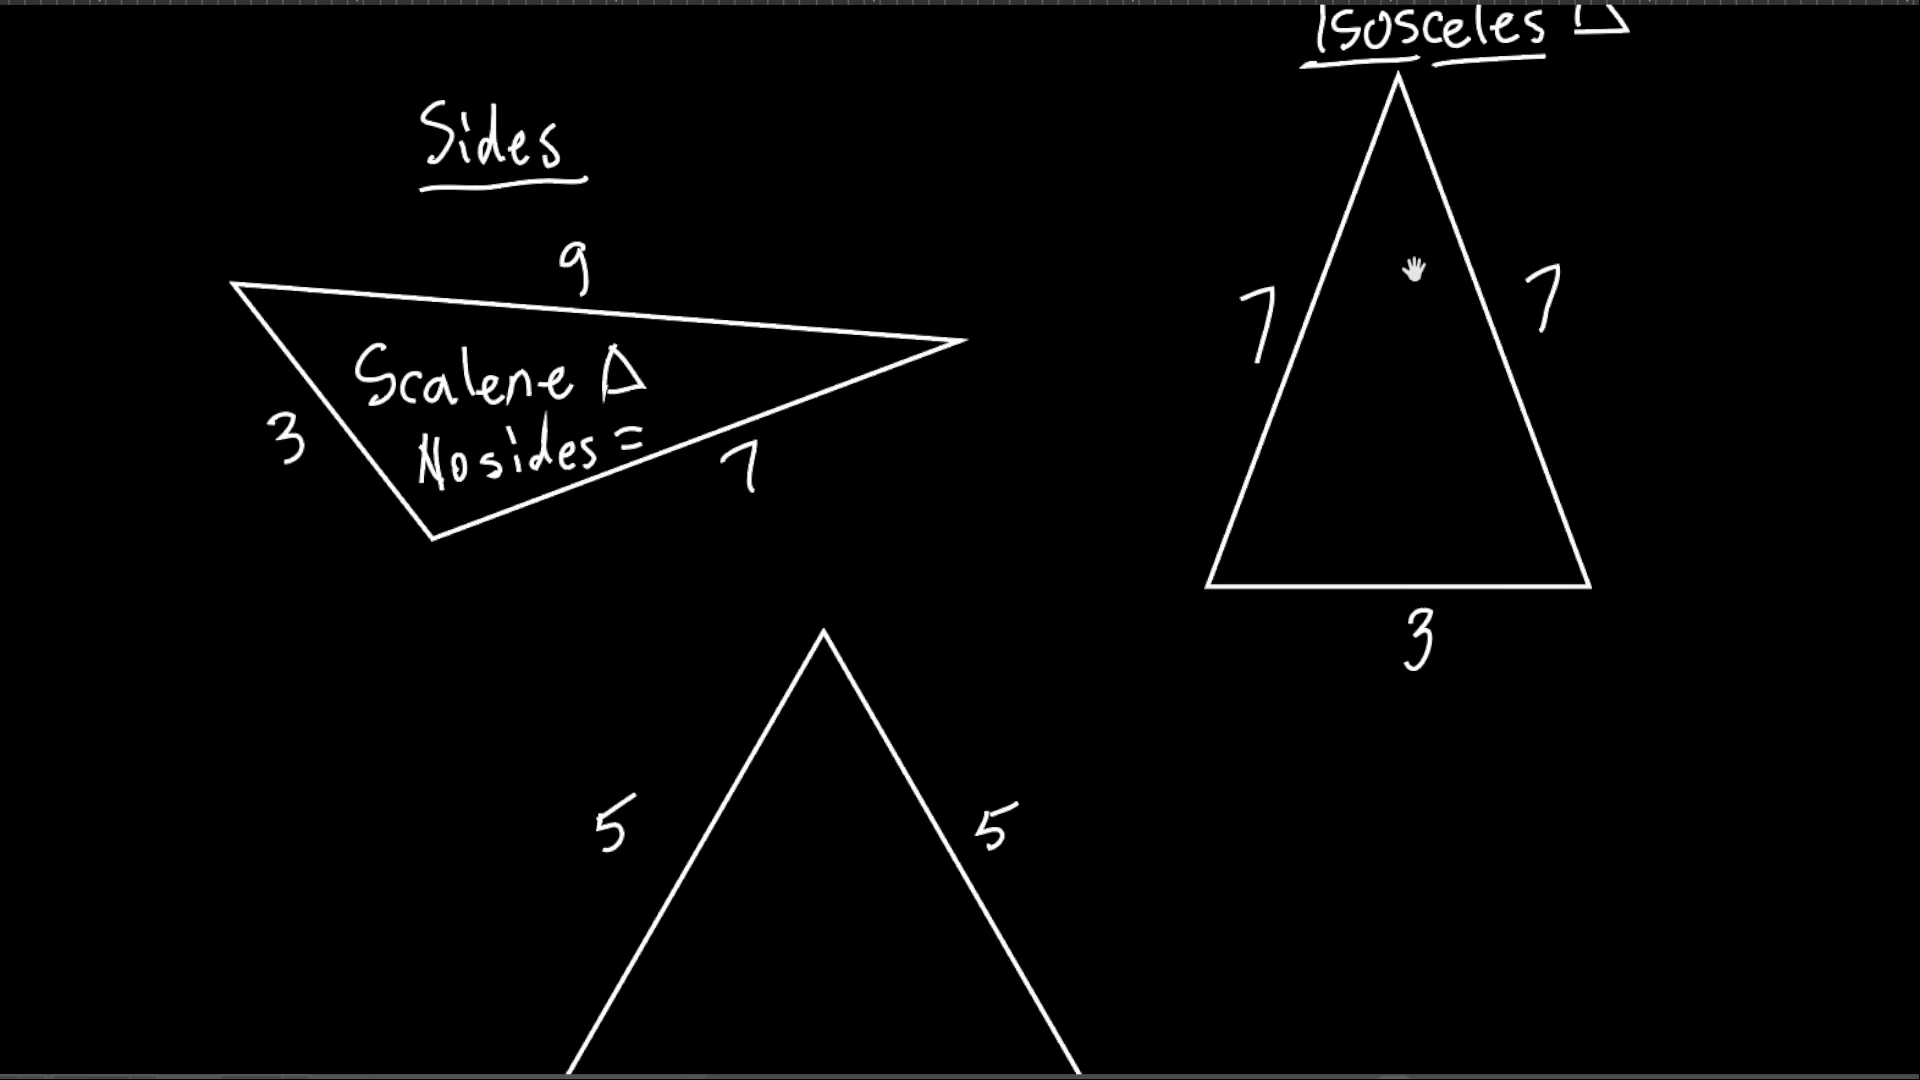 Isosceles Δ
Sides
9
Scalene Δ
No sides =
3
7
7
7
3
5
5